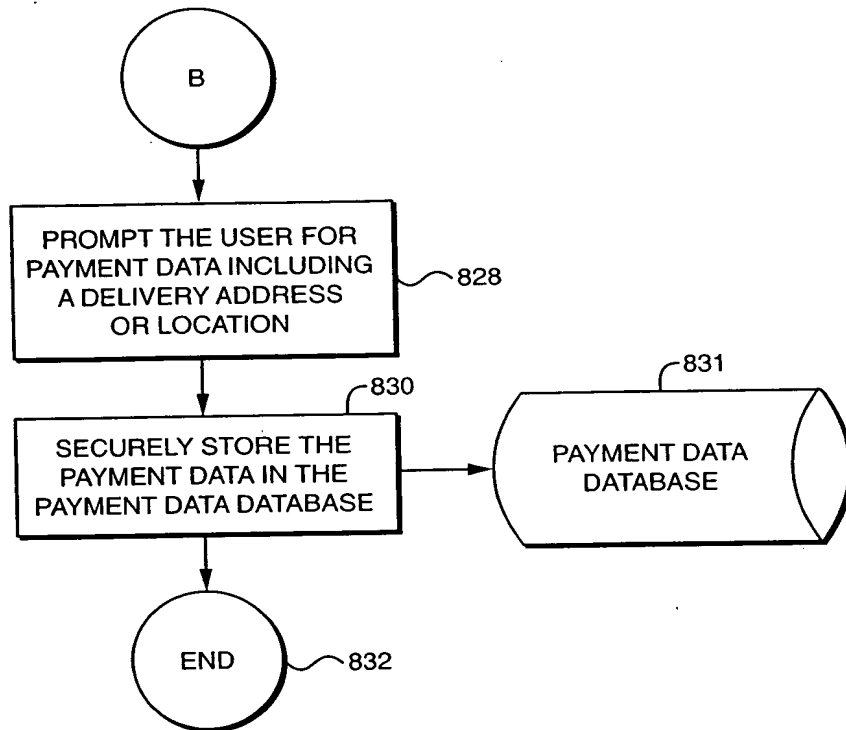 B
PROMPT THE USER FOR
PAYMENT DATA INCLUDING
A DELIVERY ADDRESS
OR LOCATION
828
830
SECURELY STORE THE
PAYMENT DATA IN THE
PAYMENT DATA DATABASE
831
PAYMENT DATA
DATABASE
END
832